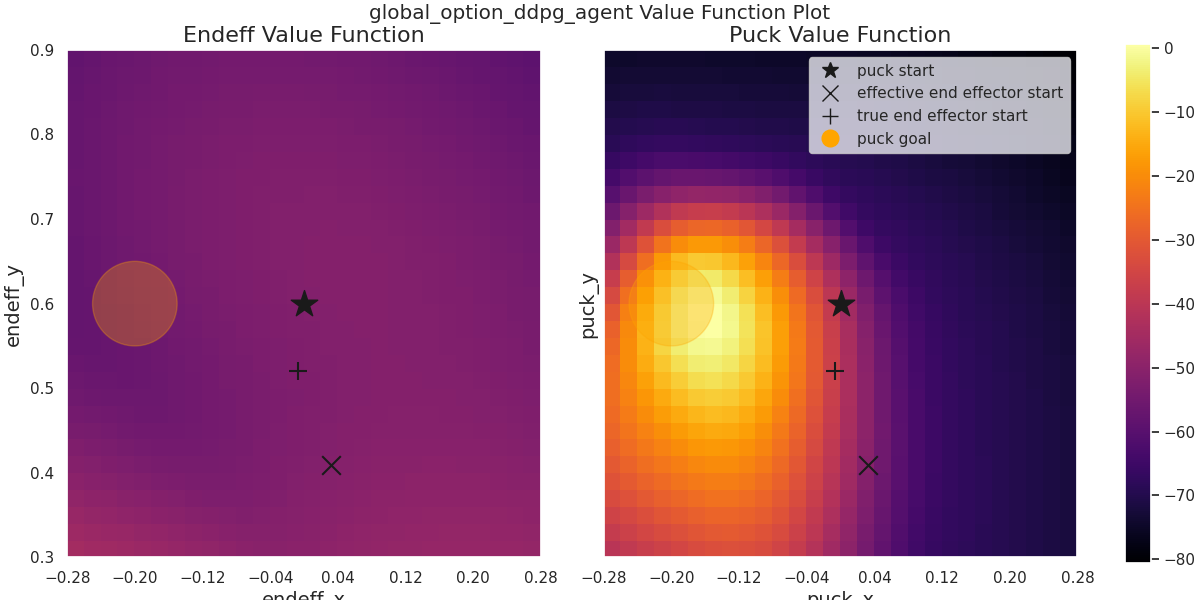 global_option_ddpg_agent Value Function Plot
Endeff Value Function
Puck Value Function
0.9
0.8
0.7
0.6
0.5
0.4
0.3
endeff_y
−0.28 −0.20 −0.12 −0.04 0.04 0.12 0.20 0.28
endeff_x
puck start
effective end effector start
true end effector start
puck goal
puck_y
−0.28 −0.20 −0.12 −0.04 0.04 0.12 0.20 0.28
puck_x
0
−10
−20
−30
−40
−50
−60
−70
−80